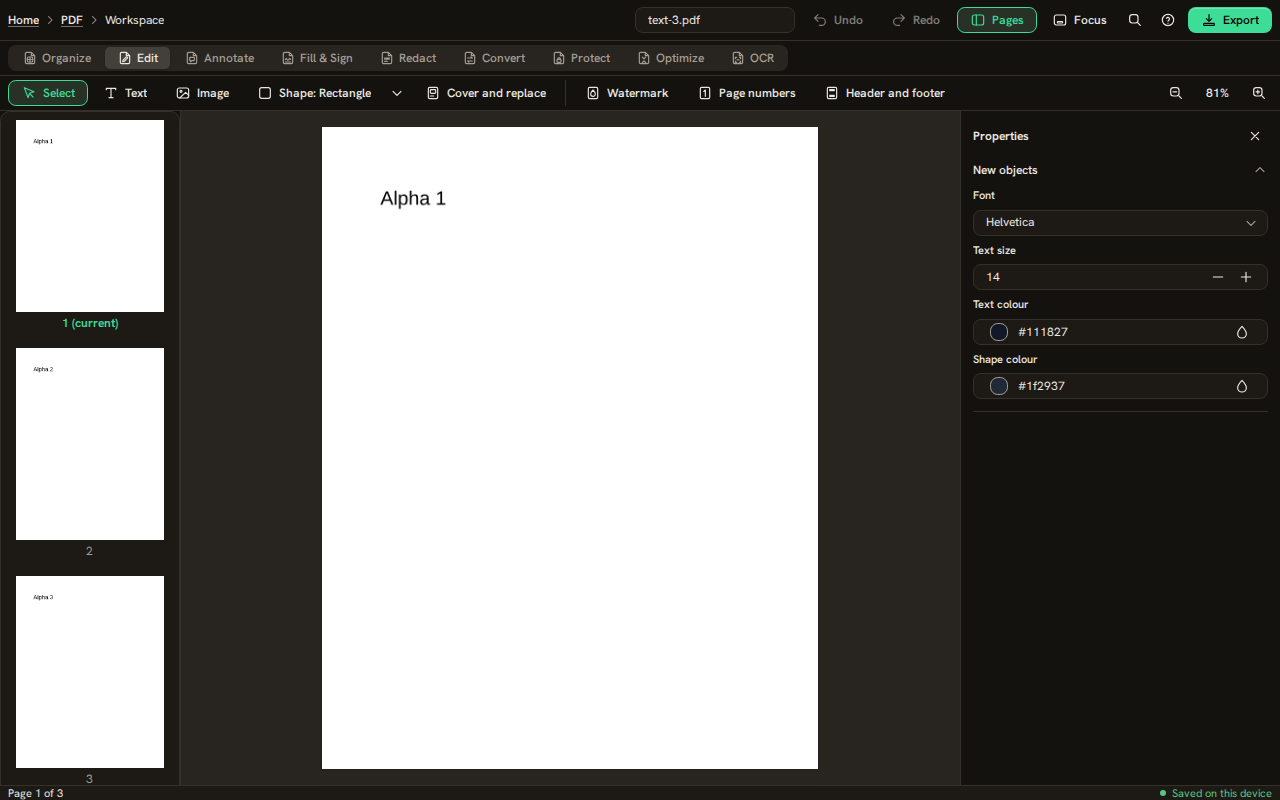 Home > PDF > Workspace
text-3.pdf
Undo
Redo
Pages
Focus
Export
Organize
Edit
Annotate
Fill & Sign
Redact
Convert
Protect
Optimize
OCR
Select
Text
Image
Shape: Rectangle
Cover and replace
Watermark
Page numbers
Header and footer
81%
Alpha 1
1 (current)
Alpha 2
2
Alpha 3
3
Alpha 1
Properties
New objects
Font
Helvetica
Text size
14
Text colour
#111827
Shape colour
#1f2937
Page 1 of 3
Saved on this device